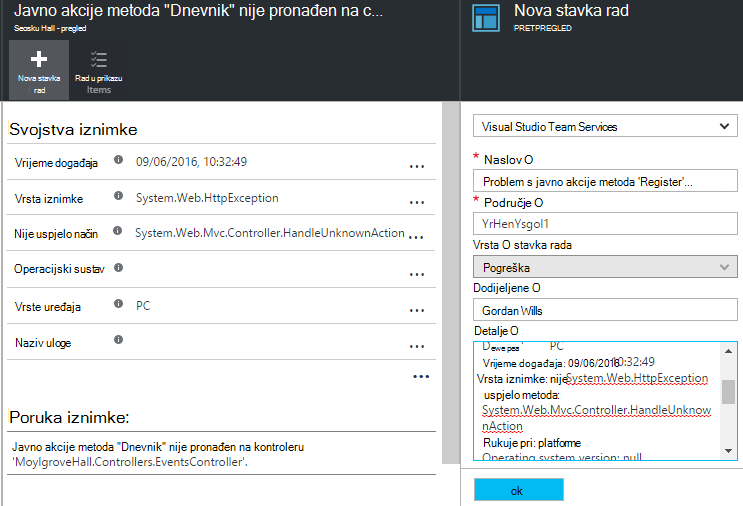 Javno akcije metoda "Dnevnik" nije pronađen na c...
Seosku Hall - pregled
Nova stavka
rad
Rad u prikazu
Items
Svojstva iznimke
Vrijeme događaja 09/06/2016, 10:32:49 ...
Vrsta iznimke System.Web.HttpException ...
Nije uspjelo način System.Web.Mvc.Controller.HandleUnknownAction ...
Operacijski sustav ...
Vrste uređaja PC ...
Naziv uloge ...
...
Poruka iznimke:
Javno akcije metoda "Dnevnik" nije pronađen na kontroleru
'MoylgroveHall.Controllers.EventsController'.
Nova stavka rad
PRETPREGLED
Visual Studio Team Services
* Naslov O
Problem s javno akcije metoda 'Register'...
* Područje O
YrHenYsgol1
Vrsta O stavka rada
Pogreška
Dodijeljene O
Gordan Wills
Detalje O
PC
Vrijeme događaja: 09/06/2016 10:32:49
Vrsta iznimke: nije System.Web.HttpException
uspjelo metoda:
System.Web.Mvc.Controller.HandleUnknow
nAction
Rukuje pri: platforme
Operating system version: null
ok